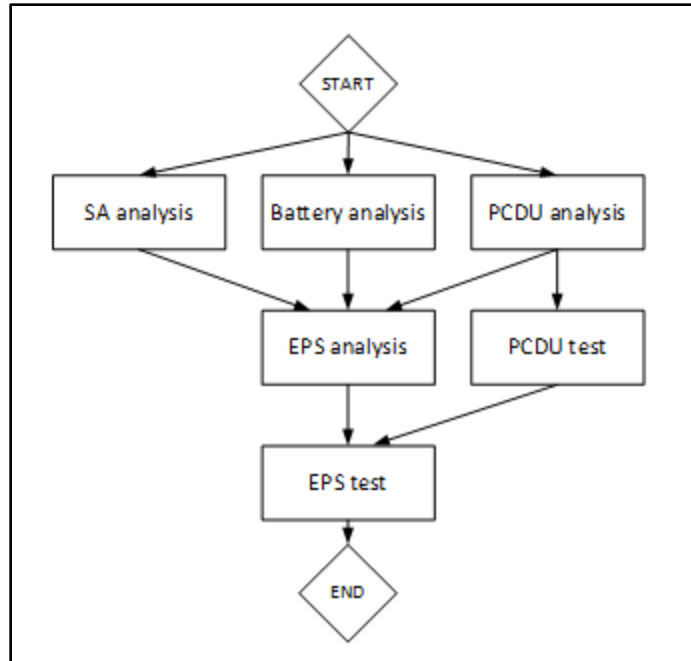 START
SA analysis
Battery analysis
PCDU analysis
EPS analysis
PCDU test
EPS test
END